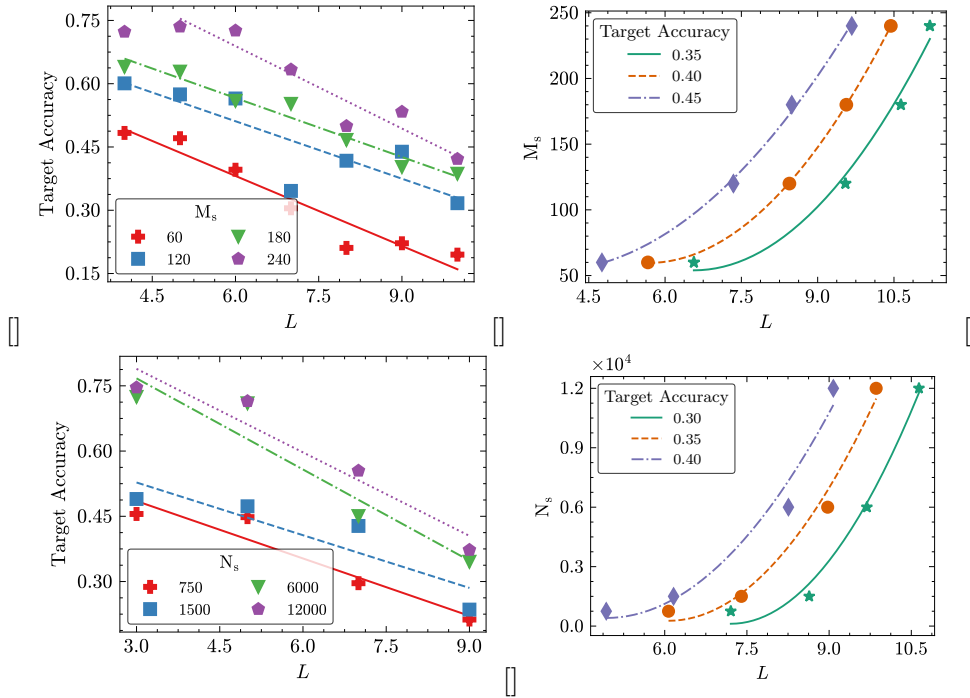 0.75
0.60
0.45
0.30
0.15
Target Accuracy
M_s
60
120
180
240
4.5 6.0 7.5 9.0
L
[]
250
200
150
100
50
M_s
Target Accuracy
0.35
0.40
0.45
4.5 6.0 7.5 9.0 10.5
L
[]
[
0.75
0.60
0.45
0.30
Target Accuracy
N_s
750
1500
6000
12000
3.0 4.5 6.0 7.5 9.0
L
[]
×10^4
1.2
0.9
0.6
0.3
0.0
N_s
Target Accuracy
0.30
0.35
0.40
6.0 7.5 9.0 10.5
L